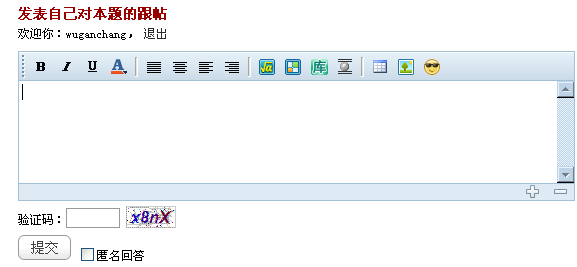 发表自己对本题的跟帖
欢迎你：wuganchang， 退出
B I U A √α 库
验证码： x8nX
提交 匿名回答